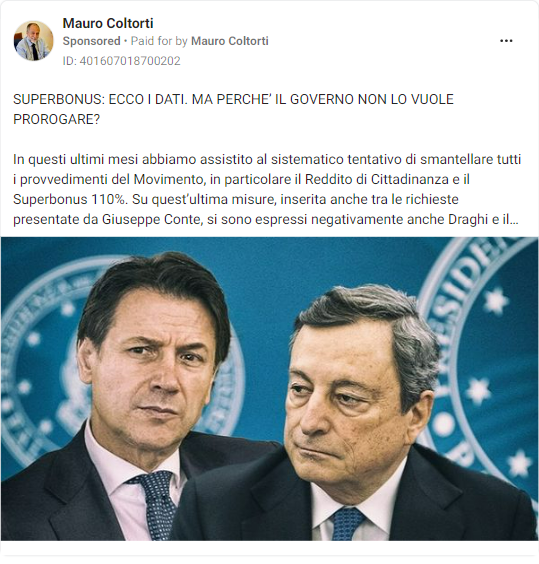 Mauro Coltorti
Sponsored • Paid for by Mauro Coltorti
ID: 401607018700202
SUPERBONUS: ECCO I DATI. MA PERCHE’ IL GOVERNO NON LO VUOLE
PROROGARE?
In questi ultimi mesi abbiamo assistito al sistematico tentativo di smantellare tutti
i provvedimenti del Movimento, in particolare il Reddito di Cittadinanza e il
Superbonus 110%. Su quest’ultima misure, inserita anche tra le richieste
presentate da Giuseppe Conte, si sono espressi negativamente anche Draghi e il…
PRESIDEN